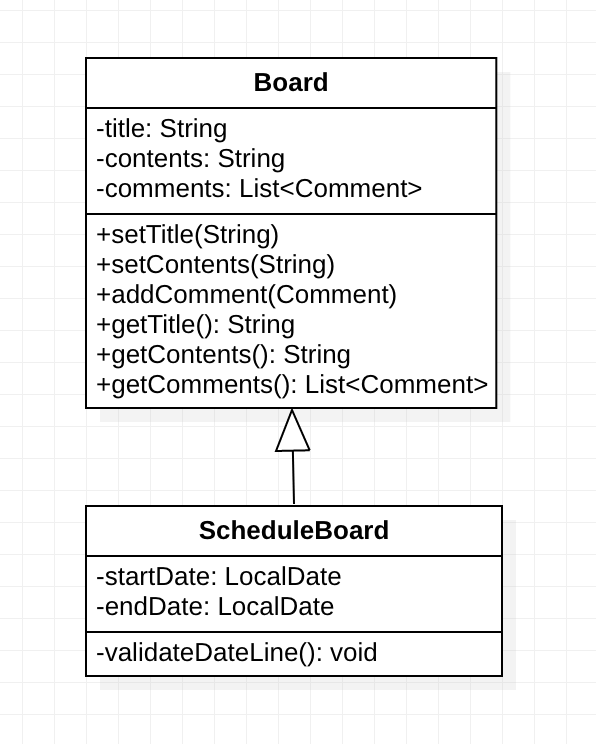 Board
-title: String
-contents: String
-comments: List<Comment>
+setTitle(String)
+setContents(String)
+addComment(Comment)
+getTitle(): String
+getContents(): String
+getComments(): List<Comment>
ScheduleBoard
-startDate: LocalDate
-endDate: LocalDate
-validateDateLine(): void